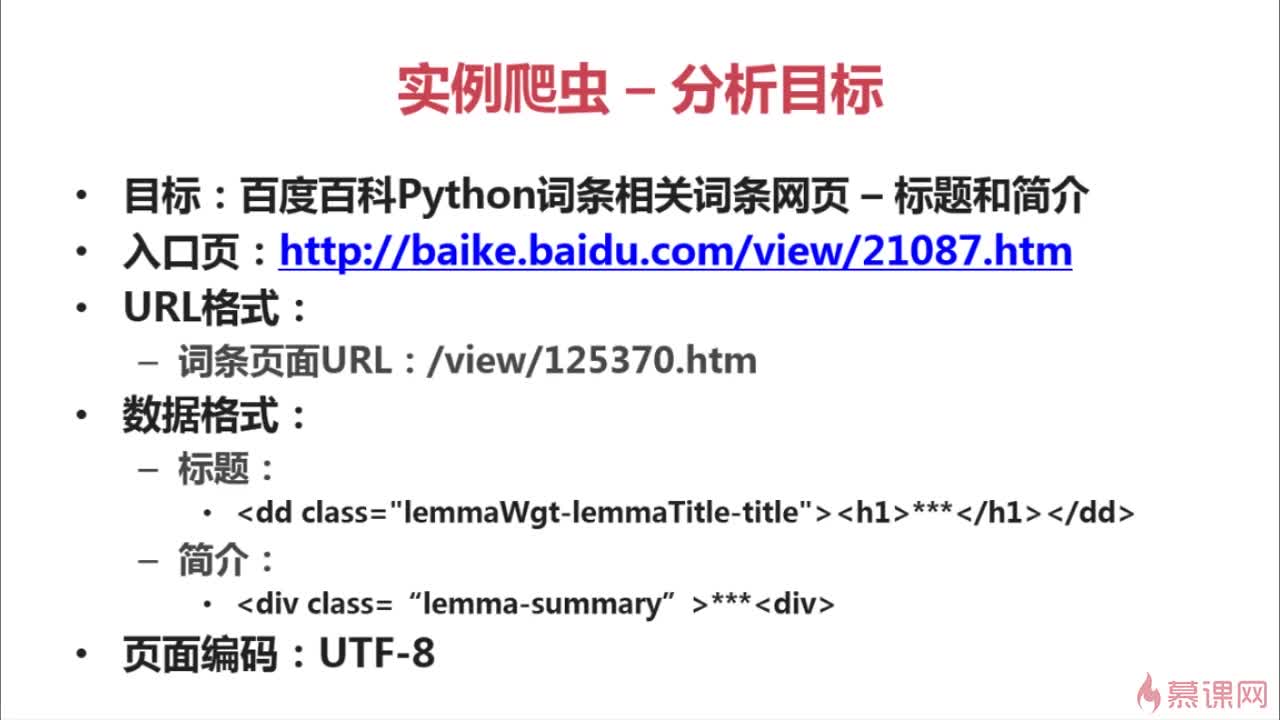 实例爬虫 – 分析目标
• 目标：百度百科Python词条相关词条网页 – 标题和简介
• 入口页：http://baike.baidu.com/view/21087.htm
• URL格式：
– 词条页面URL：/view/125370.htm
• 数据格式：
– 标题：
• <dd class="lemmaWgt-lemmaTitle-title"><h1>***</h1></dd>
– 简介：
• <div class=“lemma-summary”>***<div>
• 页面编码：UTF-8
慕课网